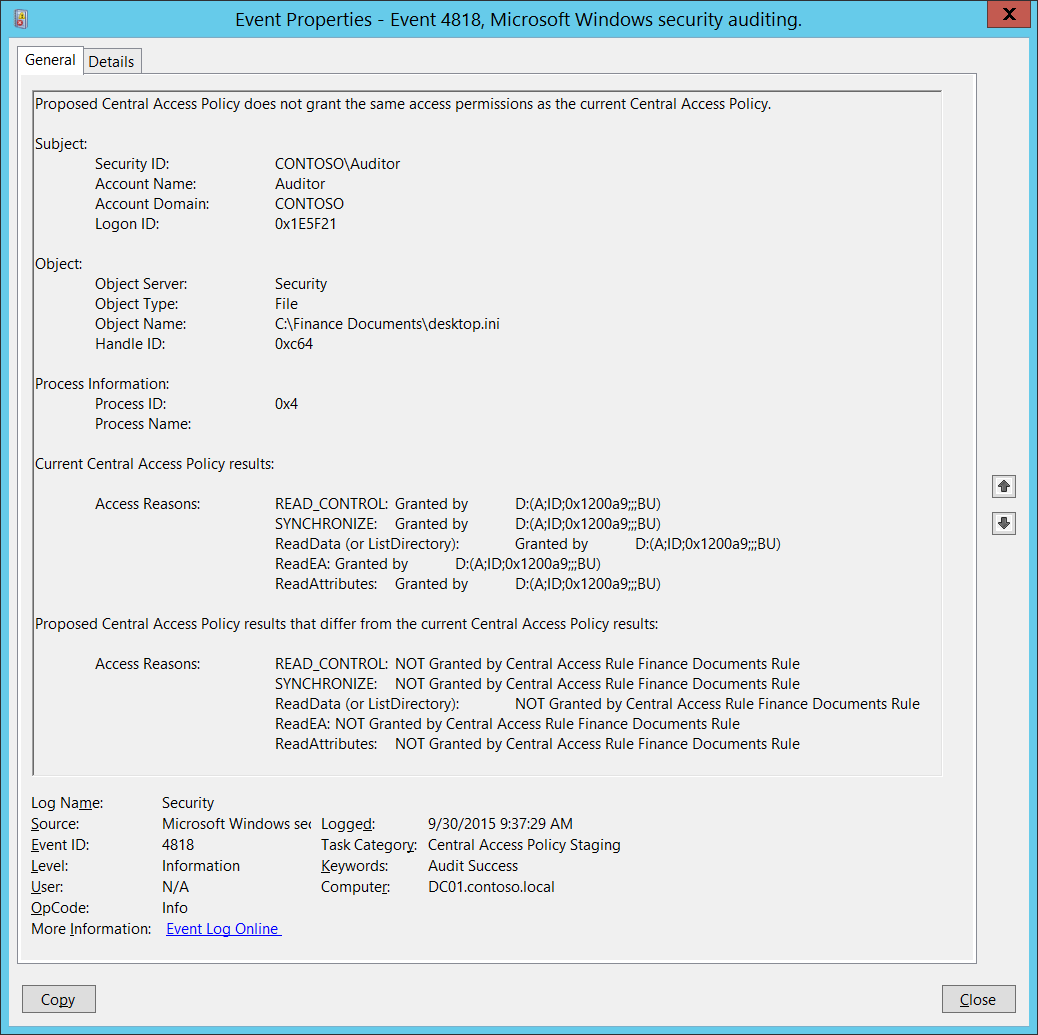 Event Properties - Event 4818, Microsoft Windows security auditing.
General Details
Proposed Central Access Policy does not grant the same access permissions as the current Central Access Policy.
Subject:
Security ID: CONTOSO\Auditor
Account Name: Auditor
Account Domain: CONTOSO
Logon ID: 0x1E5F21
Object:
Object Server: Security
Object Type: File
Object Name: C:\Finance Documents\desktop.ini
Handle ID: 0xc64
Process Information:
Process ID: 0x4
Process Name:
Current Central Access Policy results:
Access Reasons: READ_CONTROL: Granted by D:(A;ID;0x1200a9;;;BU)
SYNCHRONIZE: Granted by D:(A;ID;0x1200a9;;;BU)
ReadData (or ListDirectory): Granted by D:(A;ID;0x1200a9;;;BU)
ReadEA: Granted by D:(A;ID;0x1200a9;;;BU)
ReadAttributes: Granted by D:(A;ID;0x1200a9;;;BU)
Proposed Central Access Policy results that differ from the current Central Access Policy results:
Access Reasons: READ_CONTROL: NOT Granted by Central Access Rule Finance Documents Rule
SYNCHRONIZE: NOT Granted by Central Access Rule Finance Documents Rule
ReadData (or ListDirectory): NOT Granted by Central Access Rule Finance Documents Rule
ReadEA: NOT Granted by Central Access Rule Finance Documents Rule
ReadAttributes: NOT Granted by Central Access Rule Finance Documents Rule
Log Name: Security
Source: Microsoft Windows sec Logged: 9/30/2015 9:37:29 AM
Event ID: 4818 Task Category: Central Access Policy Staging
Level: Information Keywords: Audit Success
User: N/A Computer: DC01.contoso.local
OpCode: Info
More Information: Event Log Online
Copy Close